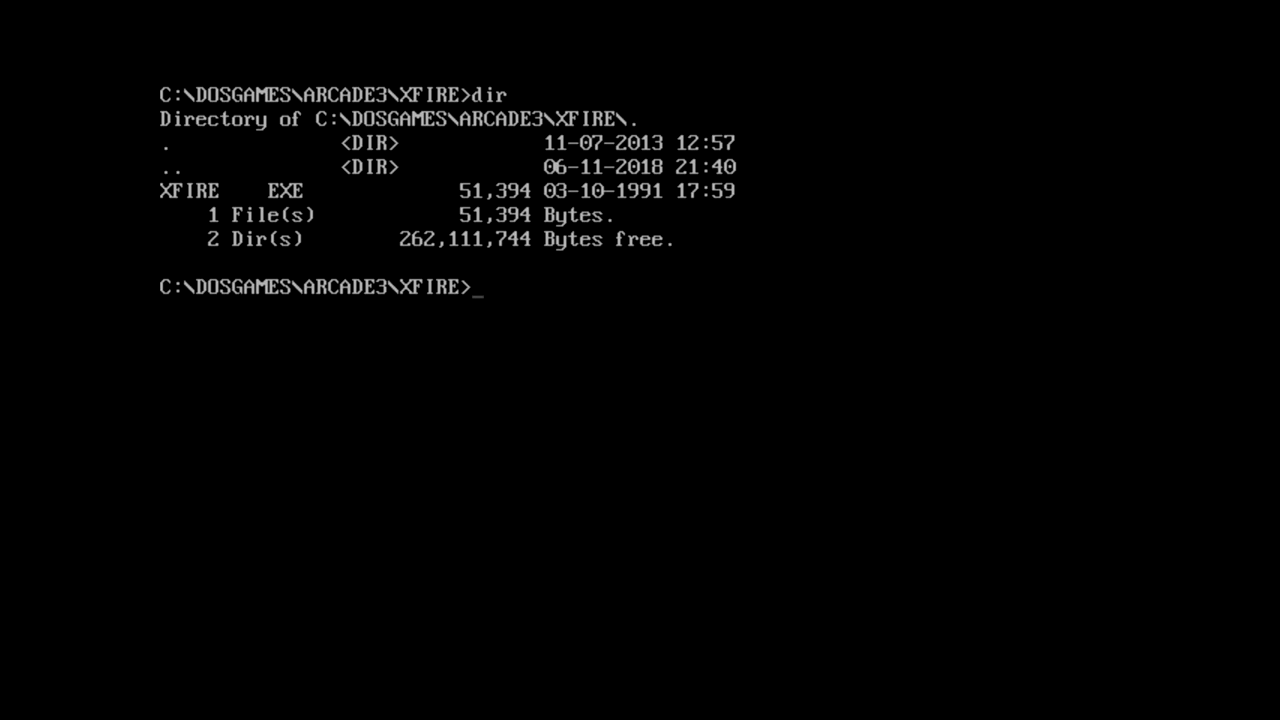 C:\DOSGAMES\ARCADE3\XFIRE>dir
Directory of C:\DOSGAMES\ARCADE3\XFIRE\.
.              <DIR>            11-07-2013 12:57
..             <DIR>            06-11-2018 21:40
XFIRE    EXE             51,394 03-10-1991 17:59
    1 File(s)            51,394 Bytes.
    2 Dir(s)        262,111,744 Bytes free.
C:\DOSGAMES\ARCADE3\XFIRE>_